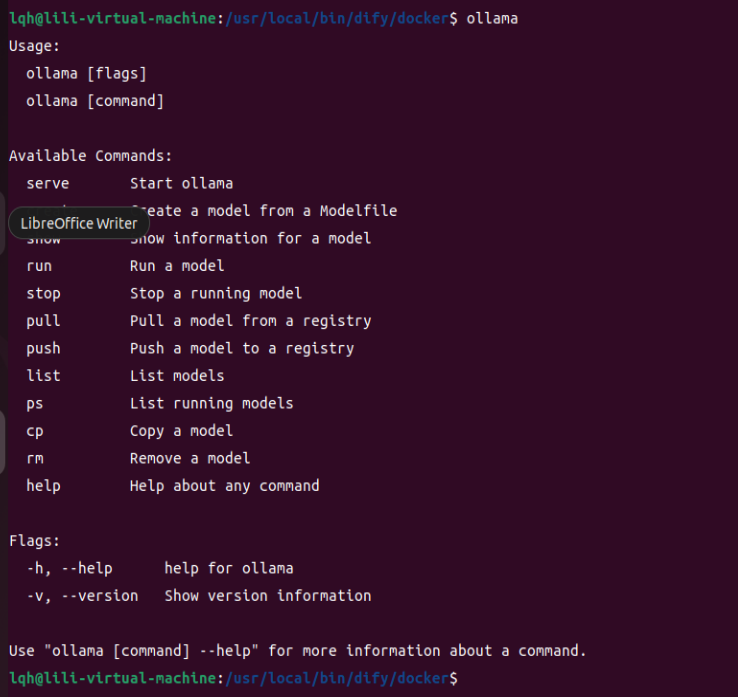 lqh@lili-virtual-machine:/usr/local/bin/dify/docker$ ollama
Usage:
  ollama [flags]
  ollama [command]

Available Commands:
  serve       Start ollama
              Create a model from a Modelfile
LibreOffice Writer
  show        Show information for a model
  run         Run a model
  stop        Stop a running model
  pull        Pull a model from a registry
  push        Push a model to a registry
  list        List models
  ps          List running models
  cp          Copy a model
  rm          Remove a model
  help        Help about any command

Flags:
  -h, --help      help for ollama
  -v, --version   Show version information

Use "ollama [command] --help" for more information about a command.
lqh@lili-virtual-machine:/usr/local/bin/dify/docker$